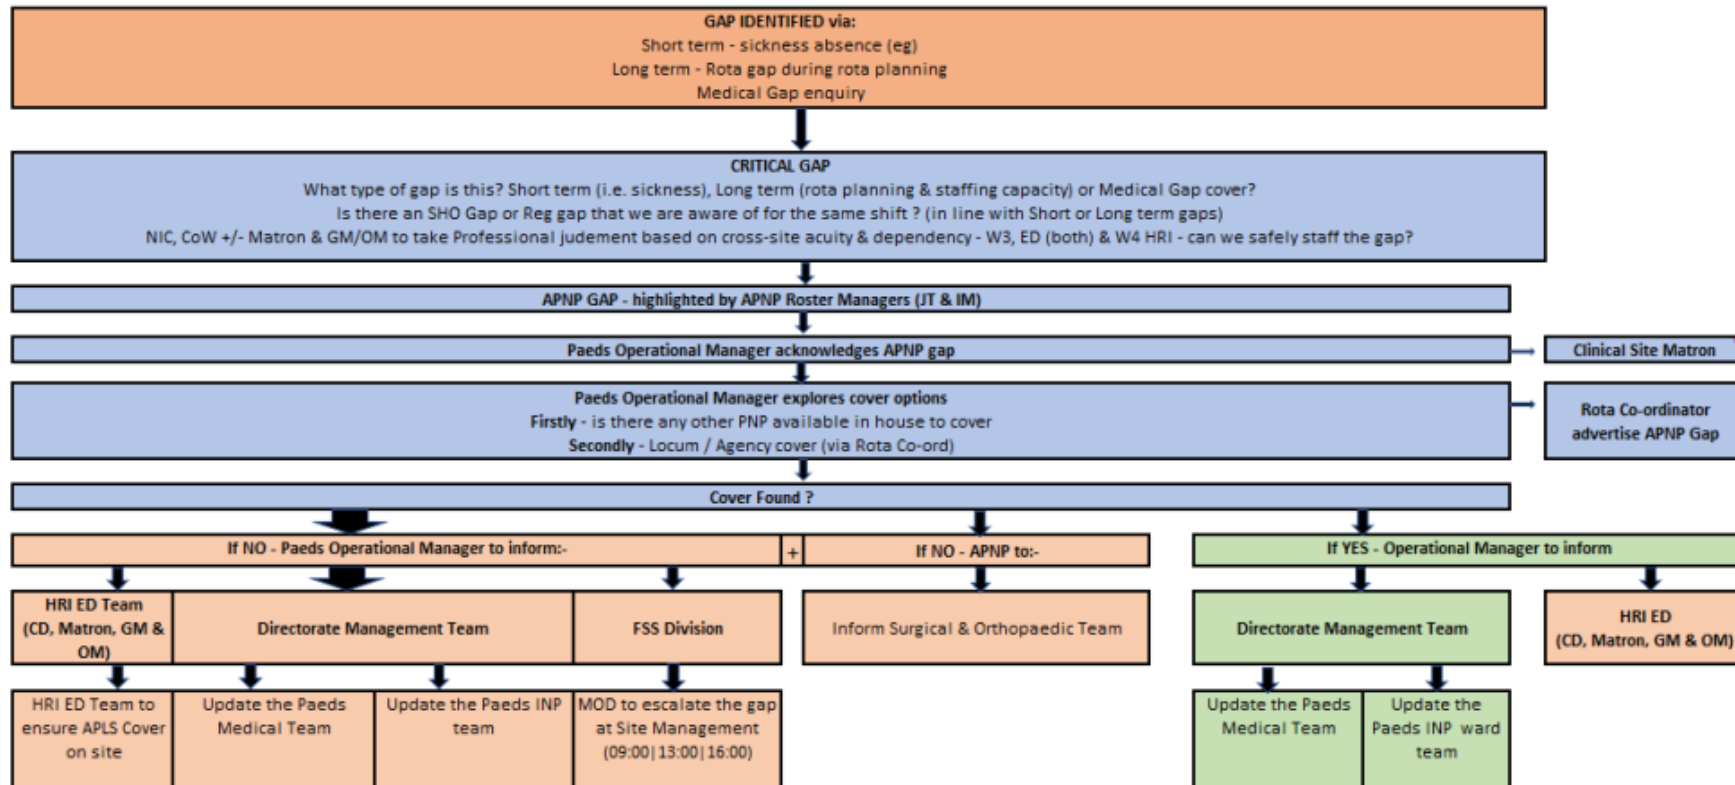 GAP IDENTIFIED via:
Short term - sickness absence (eg)
Long term - Rota gap during rota planning
Medical Gap enquiry
CRITICAL GAP
What type of gap is this? Short term (i.e. sickness), Long term (rota planning & staffing capacity) or Medical Gap cover?
Is there an SHO Gap or Reg gap that we are aware of for the same shift ? (in line with Short or Long term gaps)
NIC, CoW +/- Matron & GM/OM to take Professional judement based on cross-site acuity & dependency - W3, ED (both) & W4 HRI - can we safely staff the gap?
APNP GAP - highlighted by APNP Roster Managers (JT & IM)
Paeds Operational Manager acknowledges APNP gap
Clinical Site Matron
Paeds Operational Manager explores cover options
Firstly - is there any other PNP available in house to cover
Secondly - Locum / Agency cover (via Rota Co-ord)
Rota Co-ordinator
advertise APNP Gap
Cover Found ?
If NO - Paeds Operational Manager to inform:-
+
If NO - APNP to:-
If YES - Operational Manager to inform
HRI ED Team
(CD, Matron, GM &
OM)
Directorate Management Team
FSS Division
Inform Surgical & Orthopaedic Team
Directorate Management Team
HRI ED
(CD, Matron, GM & OM)
HRI ED Team to
ensure APLS Cover
on site
Update the Paeds
Medical Team
Update the Paeds INP
team
MOD to escalate the gap
at Site Management
(09:00|13:00|16:00)
Update the Paeds
Medical Team
Update the
Paeds INP ward
team